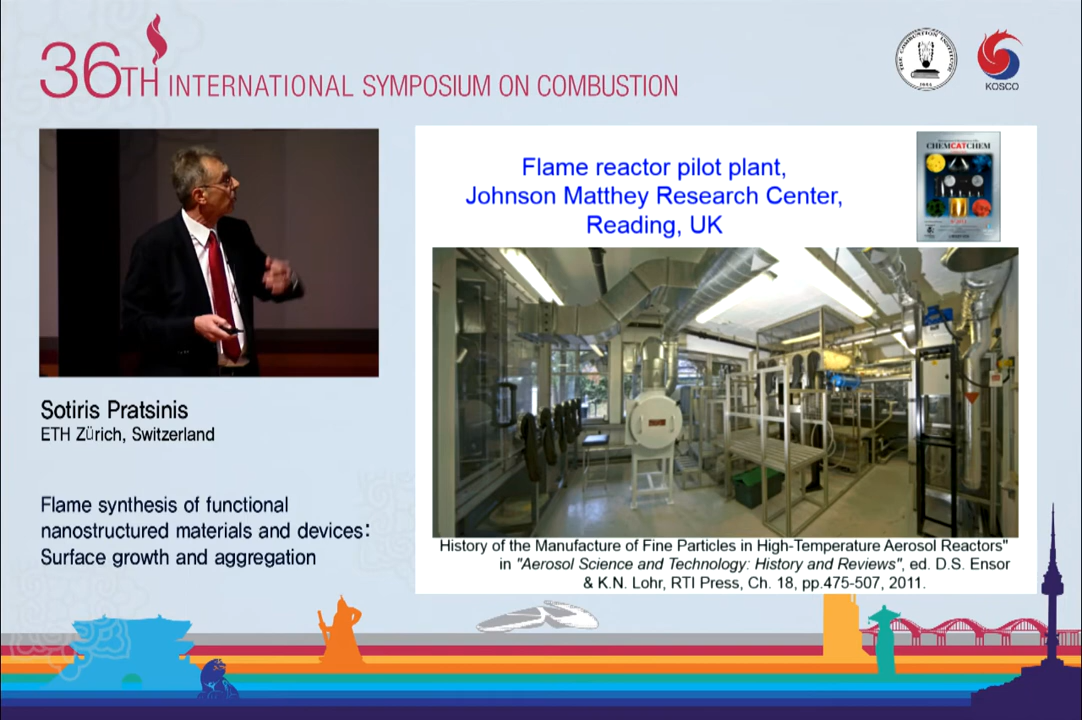 36TH INTERNATIONAL SYMPOSIUM ON COMBUSTION
THE COMBUSTION INSTITUTE
KOSCO
Sotiris Pratsinis
ETH Zürich, Switzerland
Flame synthesis of functional
nanostructured materials and devices:
Surface growth and aggregation
Flame reactor pilot plant,
Johnson Matthey Research Center,
Reading, UK
CHEMCATCHEM
History of the Manufacture of Fine Particles in High-Temperature Aerosol Reactors"
in "Aerosol Science and Technology: History and Reviews", ed. D.S. Ensor
& K.N. Lohr, RTI Press, Ch. 18, pp.475-507, 2011.